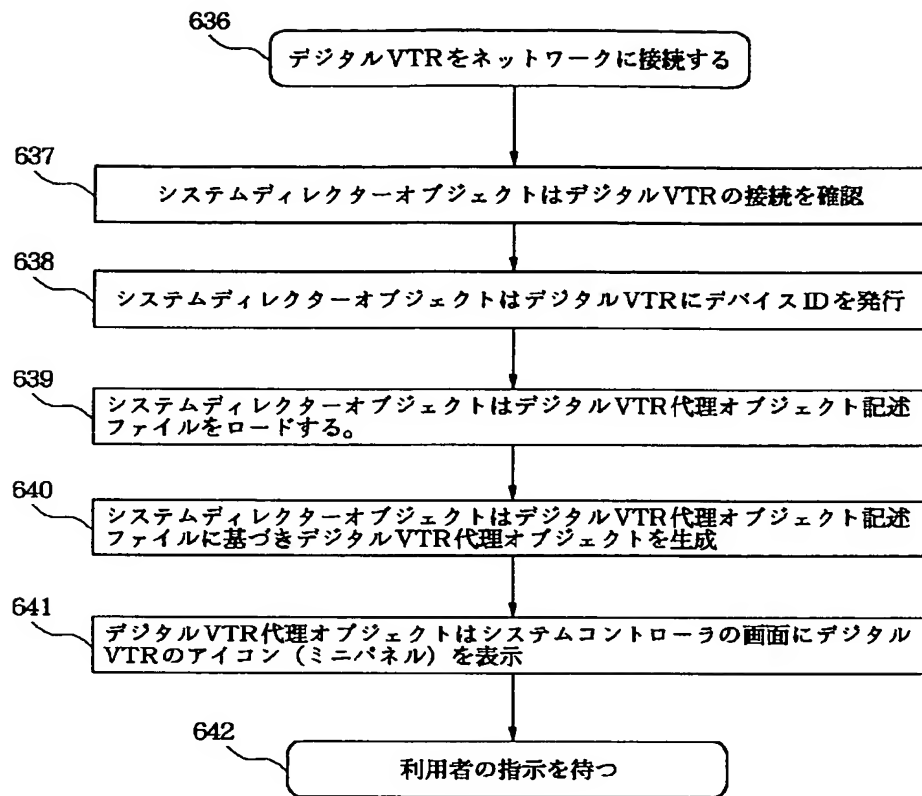 636
デジタルVTRをネットワークに接続する
637
システムディレクターオブジェクトはデジタルVTRの接続を確認
638
システムディレクターオブジェクトはデジタルVTRにデバイスIDを発行
639
システムディレクターオブジェクトはデジタルVTR代理オブジェクト記述
ファイルをロードする。
640
システムディレクターオブジェクトはデジタルVTR代理オブジェクト記述
ファイルに基づきデジタルVTR代理オブジェクトを生成
641
デジタルVTR代理オブジェクトはシステムコントローラの画面にデジタル
VTRのアイコン（ミニパネル）を表示
642
利用者の指示を待つ